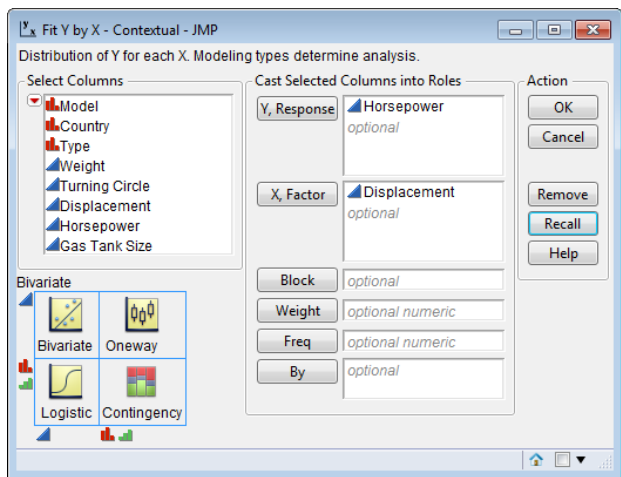 Fit Y by X - Contextual - JMP
Distribution of Y for each X. Modeling types determine analysis.
Select Columns
Model
Country
Type
Weight
Turning Circle
Displacement
Horsepower
Gas Tank Size
Bivariate
Bivariate Oneway
Logistic Contingency
Cast Selected Columns into Roles
Y, Response
Horsepower
optional
X, Factor
Displacement
optional
Block optional
Weight optional numeric
Freq optional numeric
By optional
Action
OK
Cancel
Remove
Recall
Help